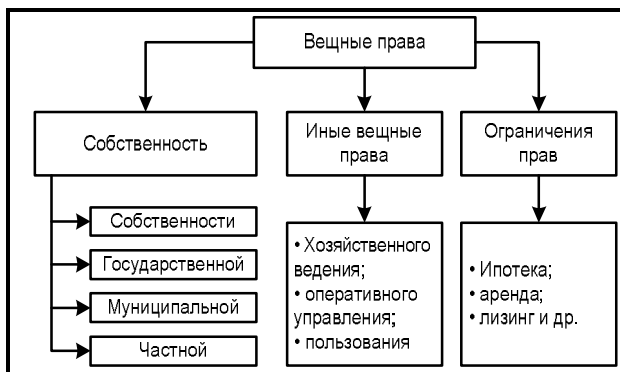 Вещные права
Собственность
Собственности
Государственной
Муниципальной
Частной
Иные вещные
права
• Хозяйственного
ведения;
• оперативного
управления;
• пользования
Ограничения
прав
• Ипотека;
• аренда;
• лизинг и др.